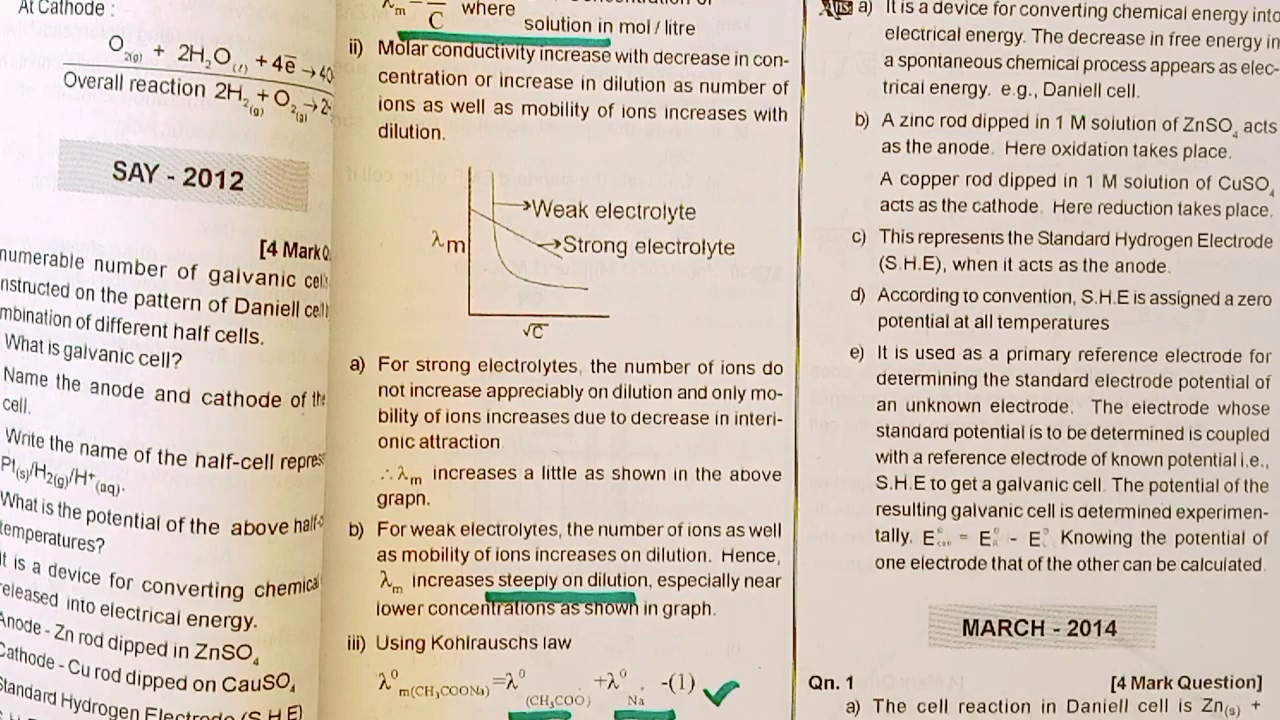 At Cathode :
O2(g) + 2H2O(ℓ) + 4e̅ → 40
Overall reaction 2H2(g) + O2(g) → 2
SAY - 2012
[4 Mark Q
numerable number of galvanic cells
nstructed on the pattern of Daniell cell
mbination of different half cells.
What is galvanic cell?
Name the anode and cathode of the
cell.
Write the name of the half-cell repres
Pt(s)/H2(g)/H+(aq).
What is the potential of the above half-c
temperatures?
It is a device for converting chemical
released into electrical energy.
Anode - Zn rod dipped in ZnSO4
Cathode - Cu rod dipped on CauSO4
Standard Hydrogen Electrode (S.H.E)
C where
solution in mol / litre
ii) Molar conductivity increase with decrease in con-
centration or increase in dilution as number of
ions as well as mobility of ions increases with
dilution.
Weak electrolyte
λm
Strong electrolyte
√C
a) For strong electrolytes, the number of ions do
not increase appreciably on dilution and only mo-
bility of ions increases due to decrease in interi-
onic attraction
∴λm increases a little as shown in the above
grapn.
b) For weak electrolytes, the number of ions as well
as mobility of ions increases on dilution. Hence,
λm increases steeply on dilution, especially near
lower concentrations as shown in graph.
iii) Using Kohlrauschs law
λ⁰m(CH3COONa) = λ⁰(CH3COO⁻) + λ⁰Na+ -(1)
Ans a) It is a device for converting chemical energy into
electrical energy. The decrease in free energy in
a spontaneous chemical process appears as elec-
trical energy. e.g., Daniell cell.
b) A zinc rod dipped in 1 M solution of ZnSO4 acts
as the anode. Here oxidation takes place.
A copper rod dipped in 1 M solution of CuSO4
acts as the cathode. Here reduction takes place.
c) This represents the Standard Hydrogen Electrode
(S.H.E), when it acts as the anode.
d) According to convention, S.H.E is assigned a zero
potential at all temperatures
e) It is used as a primary reference electrode for
determining the standard electrode potential of
an unknown electrode. The electrode whose
standard potential is to be determined is coupled
with a reference electrode of known potential i.e.,
S.H.E to get a galvanic cell. The potential of the
resulting galvanic cell is determined experimen-
tally, E⁰cell = E⁰R - E⁰L Knowing the potential of
one electrode that of the other can be calculated.
MARCH - 2014
Qn. 1 [4 Mark Question]
a) The cell reaction in Daniell cell is Zn(s) +